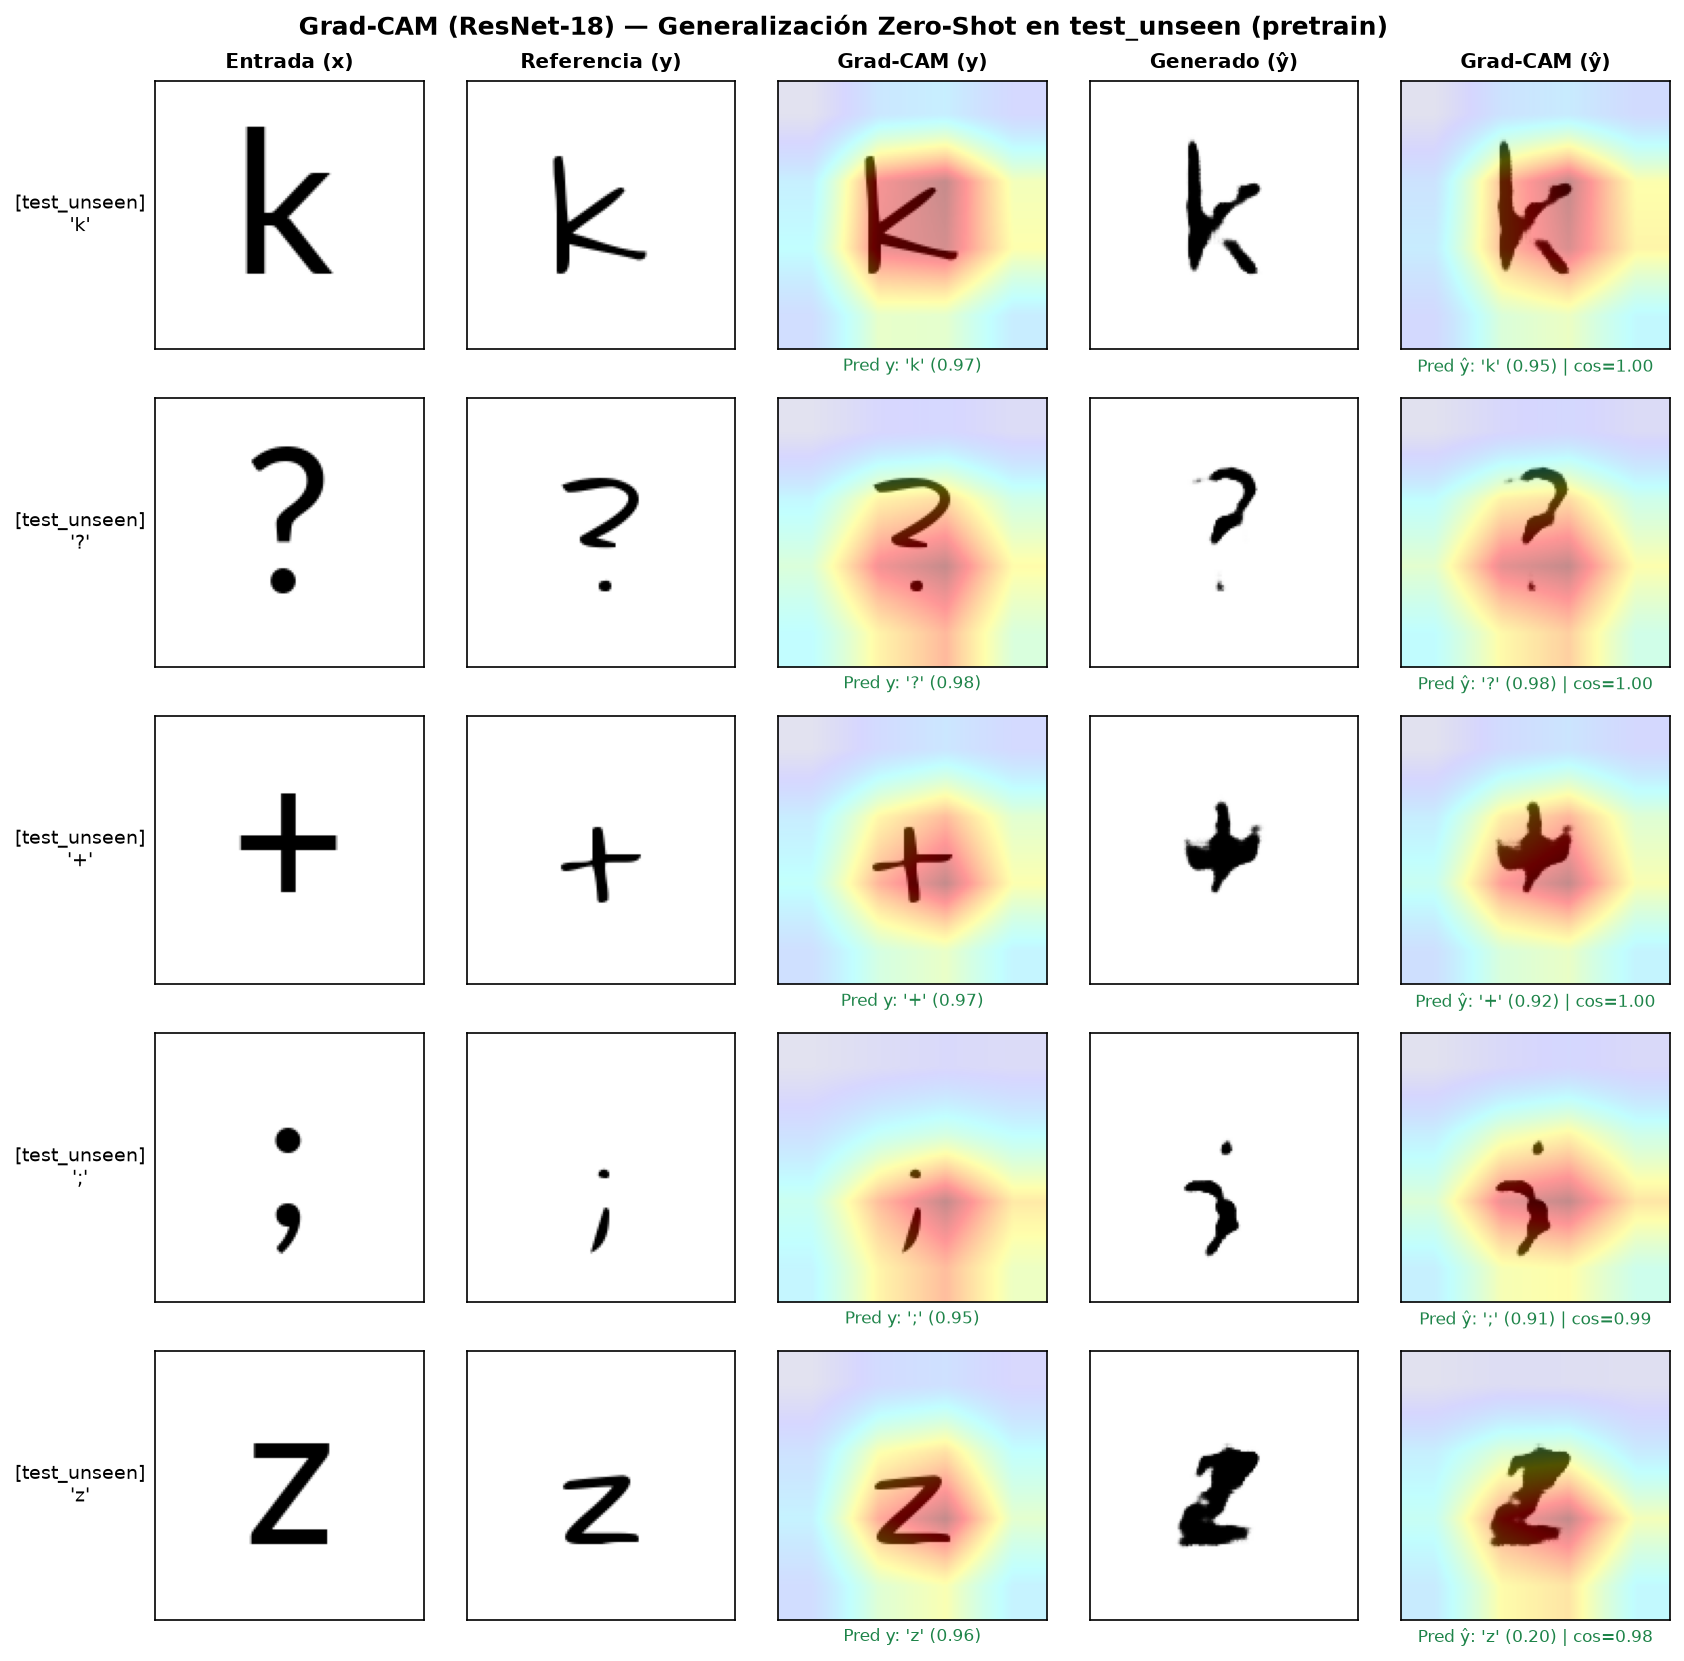 Grad-CAM (ResNet-18) — Generalización Zero-Shot en test_unseen (pretrain)
Entrada (x) Referencia (y) Grad-CAM (y) Generado (ŷ) Grad-CAM (ŷ)
[test_unseen]
'k'
k k k k k
Pred y: 'k' (0.97) Pred ŷ: 'k' (0.95) | cos=1.00
[test_unseen]
'?'
? ? ? ? ?
Pred y: '?' (0.98) Pred ŷ: '?' (0.98) | cos=1.00
[test_unseen]
'+'
+ + + + +
Pred y: '+' (0.97) Pred ŷ: '+' (0.92) | cos=1.00
[test_unseen]
';'
; ; ; ; ;
Pred y: ';' (0.95) Pred ŷ: ';' (0.91) | cos=0.99
[test_unseen]
'z'
z z z z z
Pred y: 'z' (0.96) Pred ŷ: 'z' (0.20) | cos=0.98